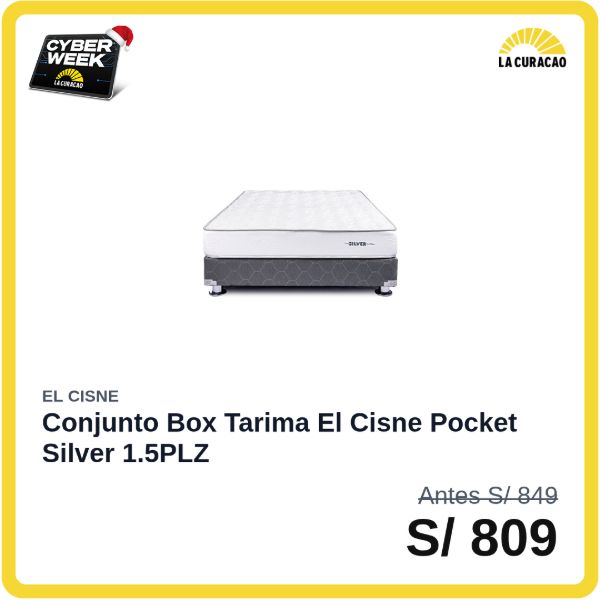 CYBER
WEEK
LA CURACAO
LA CURACAO
SILVER
EL CISNE
Conjunto Box Tarima El Cisne Pocket
Silver 1.5PLZ
Antes S/ 849
S/ 809